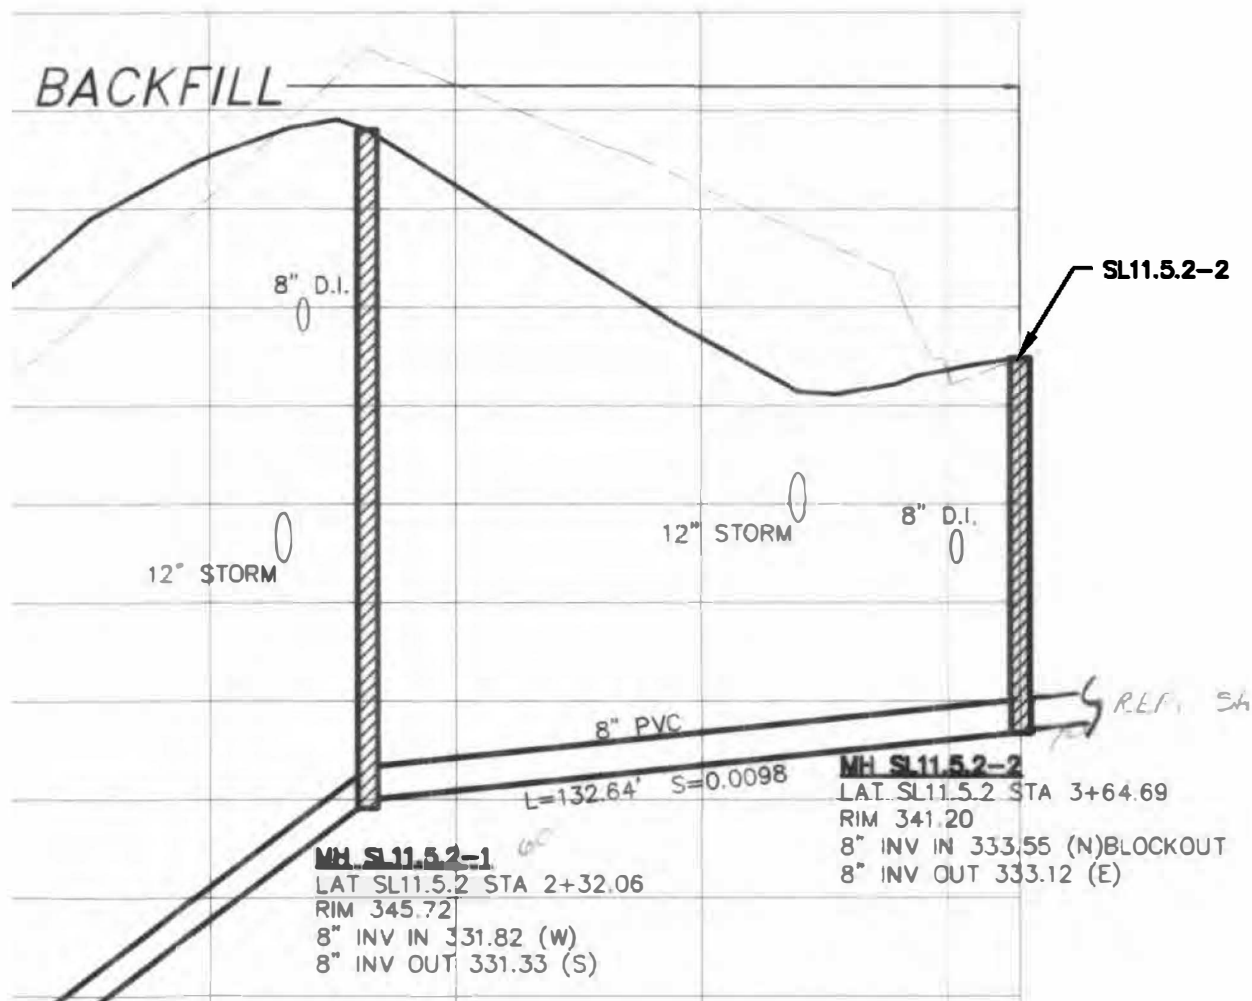 BACKFILL
8" D.I.
SL11.5.2-2
12" STORM
8" D.I.
12" STORM
8" PVC
REF.
L=132.64' S=0.0098
MH SL11.5.2-2
LAT SL11.5.2 STA 3+64.69
RIM 341.20
8" INV IN 333.55 (N)BLOCKOUT
8" INV OUT 333.12 (E)
MH SL11.5.2-1
LAT SL11.5.2 STA 2+32.06
RIM 345.72
8" INV IN 331.82 (W)
8" INV OUT 331.33 (S)